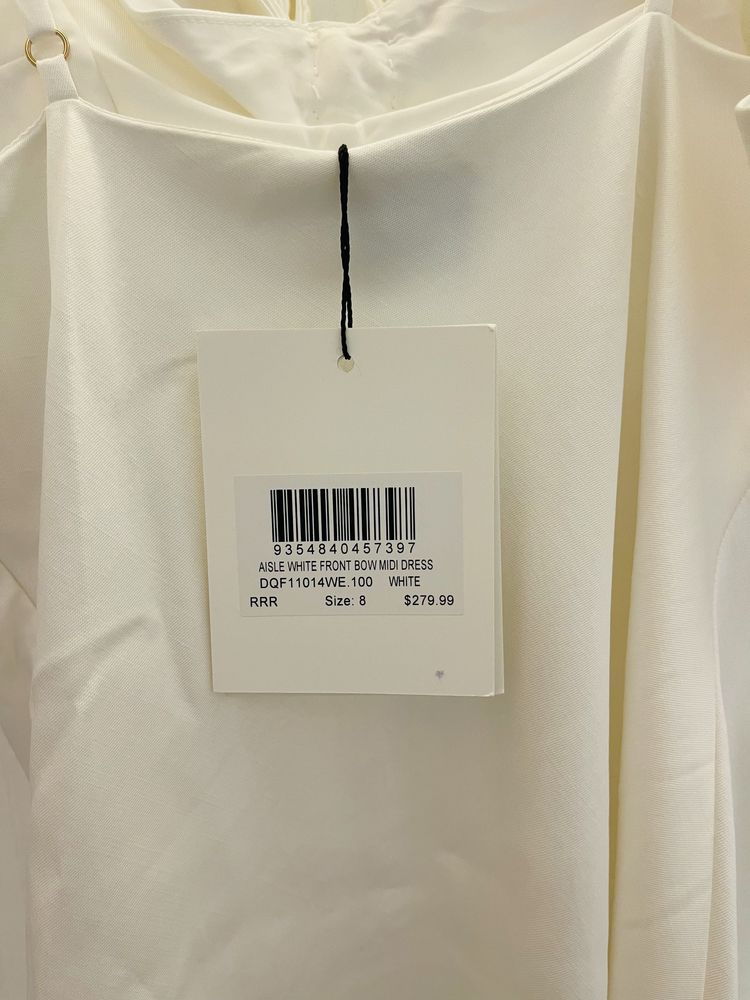 9354840457397
AISLE WHITE FRONT BOW MIDI DRESS
DQF11014WE.100 WHITE
RRR Size: 8 $279.99